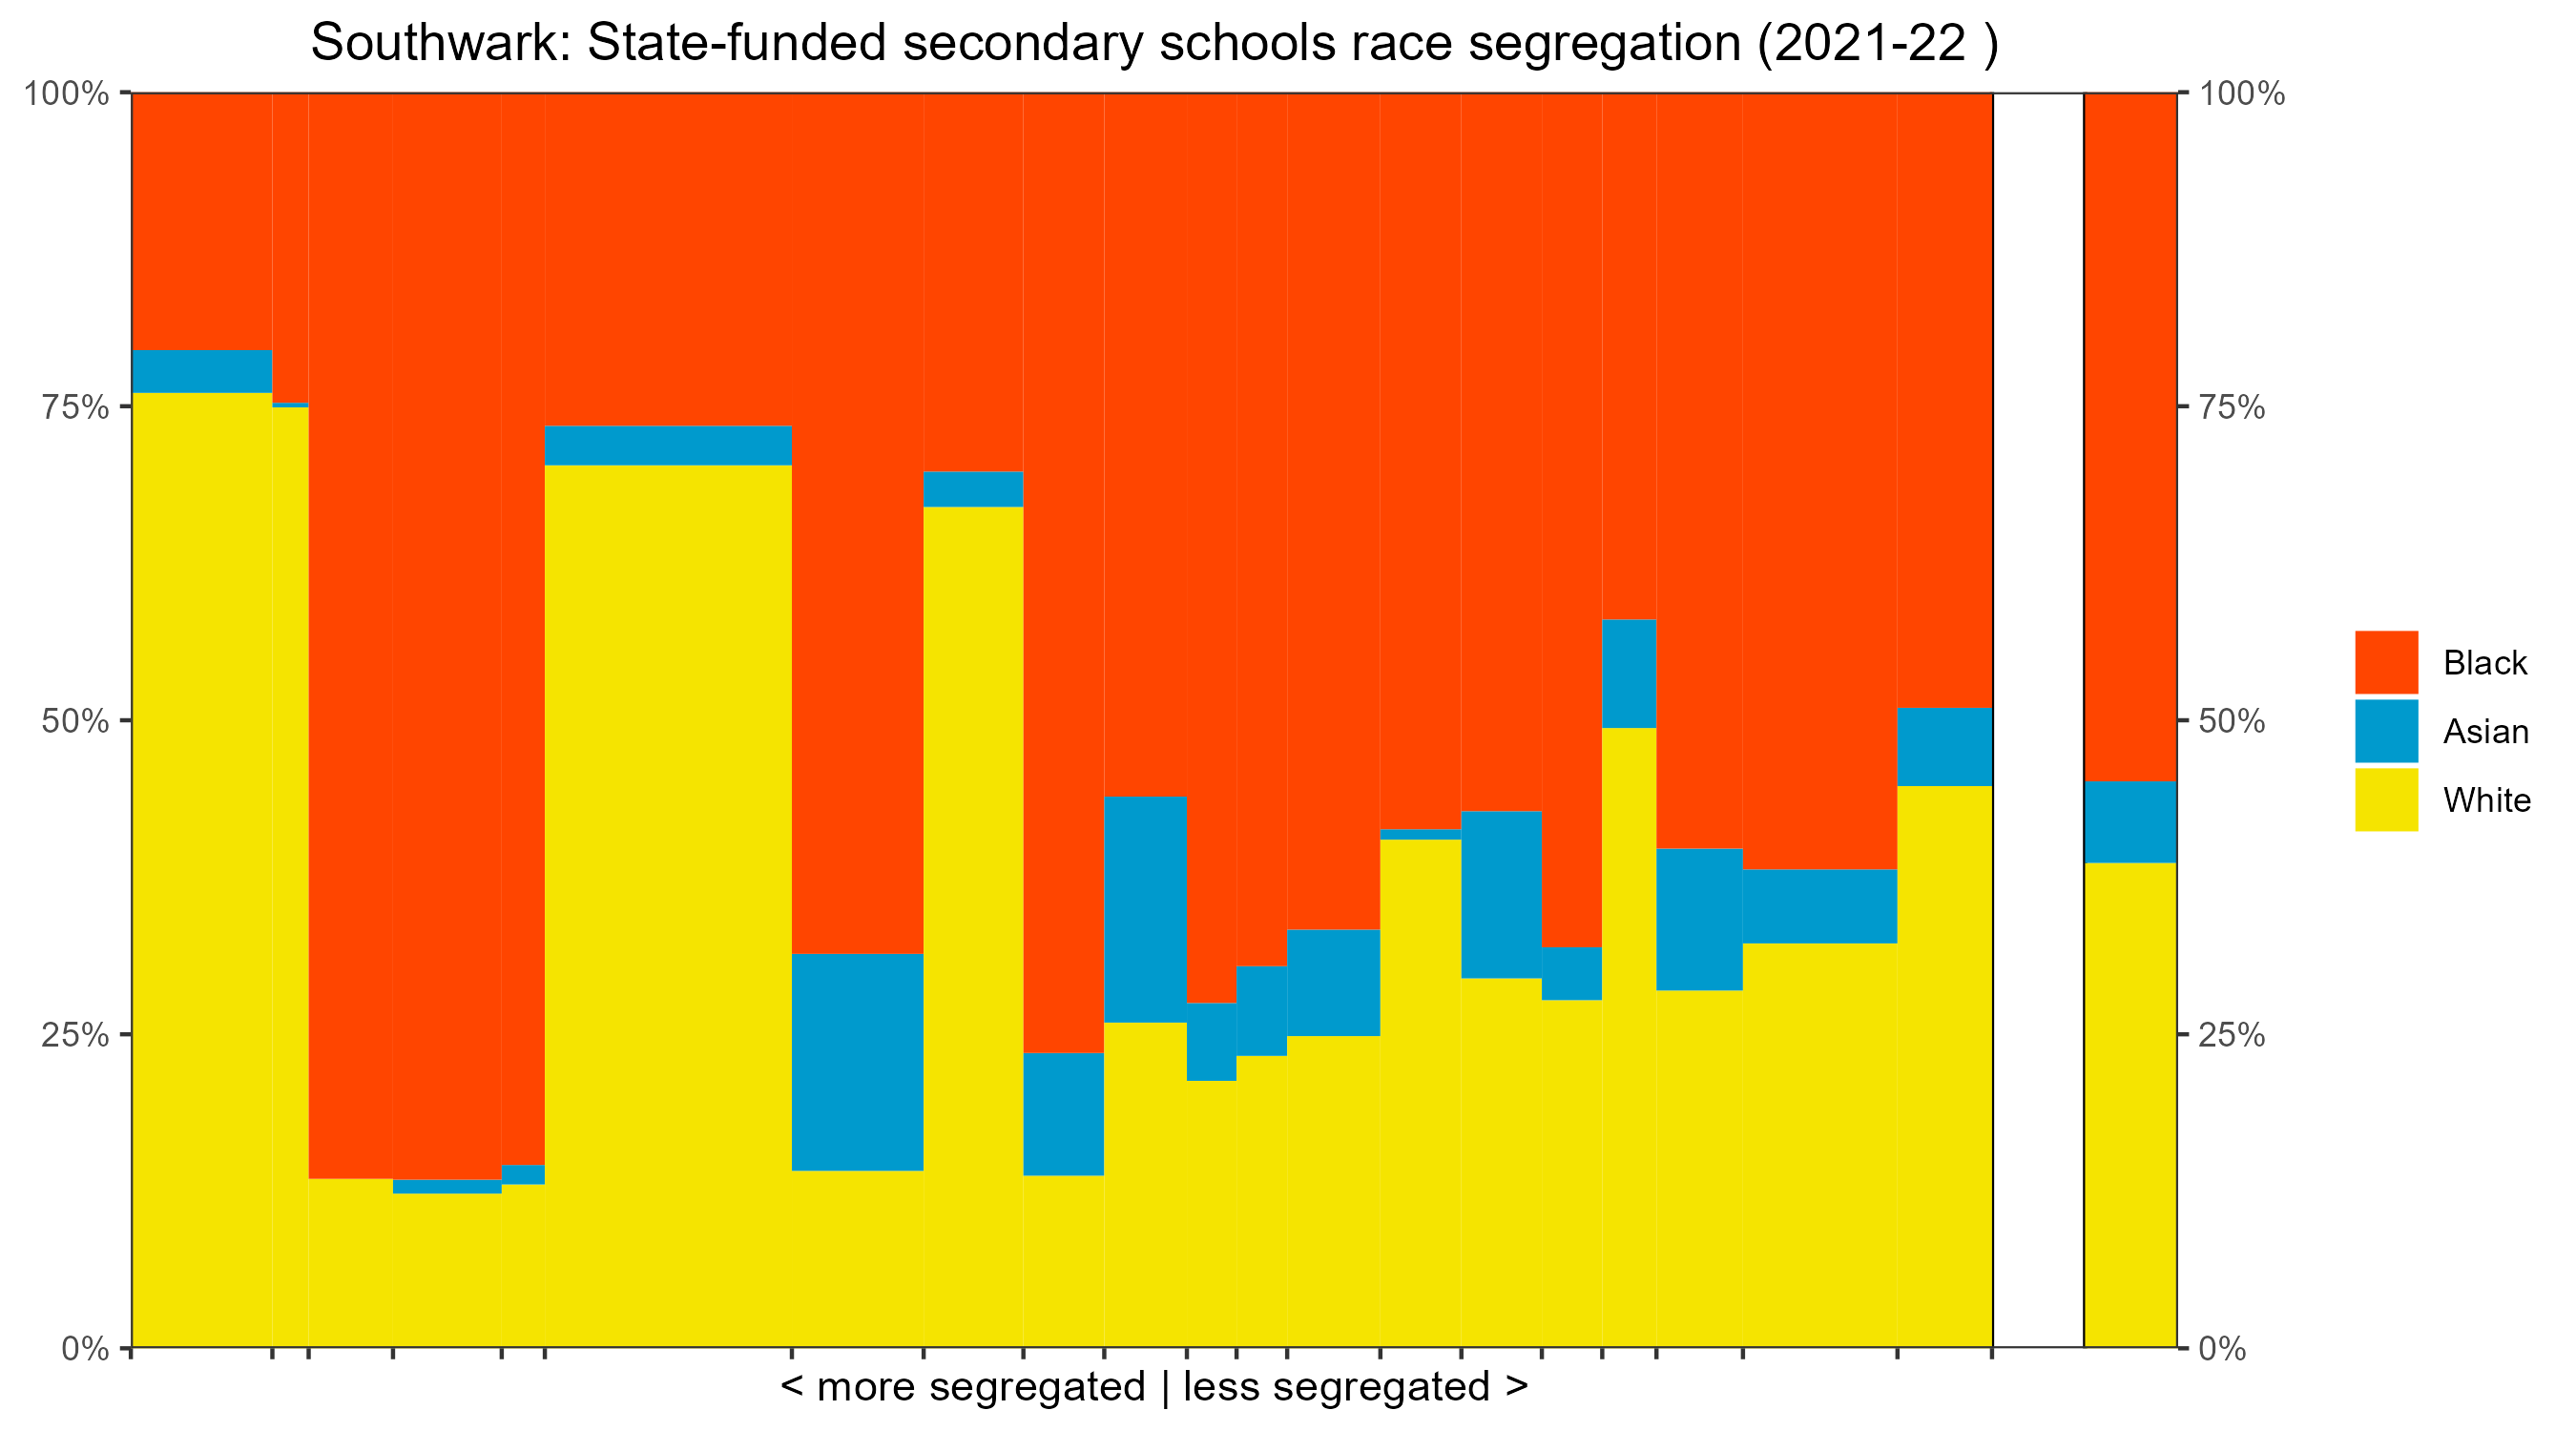 Southwark: State-funded secondary schools race segregation (2021-22 )
100%
100%
75%
75%
50%
50%
25%
25%
0%
0%
Black
Asian
White
< more segregated | less segregated >